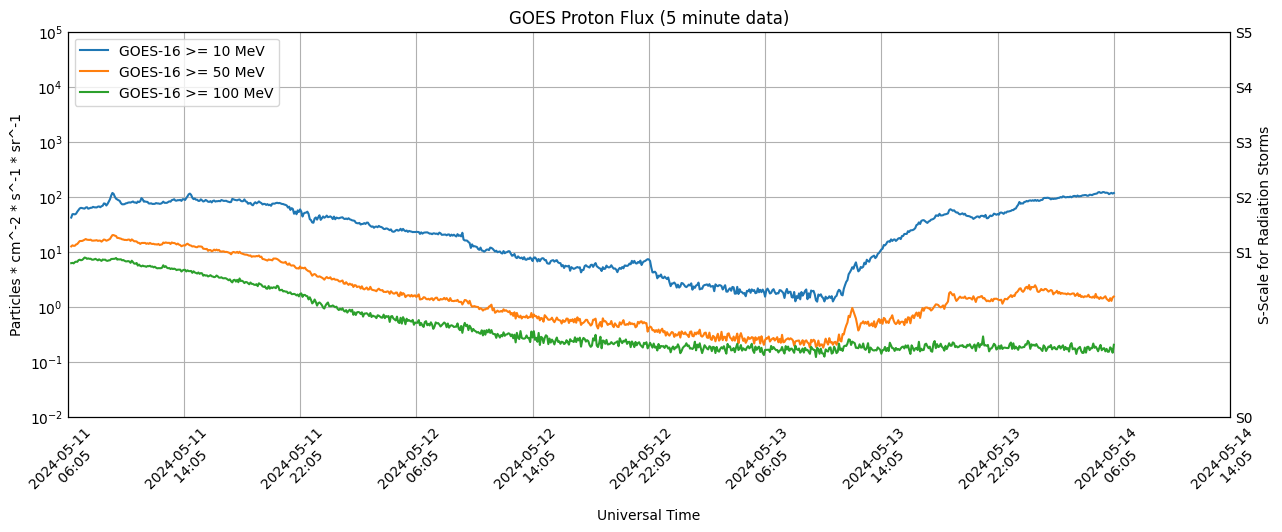 GOES Proton Flux (5 minute data)
GOES-16 >= 10 MeV
GOES-16 >= 50 MeV
GOES-16 >= 100 MeV
Particles * cm^-2 * s^-1 * sr^-1
10^5
10^4
10^3
10^2
10^1
10^0
10^-1
10^-2
S5
S4
S3
S2
S1
S0
S-Scale for Radiation Storms
2024-05-11
06:05
2024-05-11
14:05
2024-05-11
22:05
2024-05-12
06:05
2024-05-12
14:05
2024-05-12
22:05
2024-05-13
06:05
2024-05-13
14:05
2024-05-13
22:05
2024-05-14
06:05
2024-05-14
14:05
Universal Time